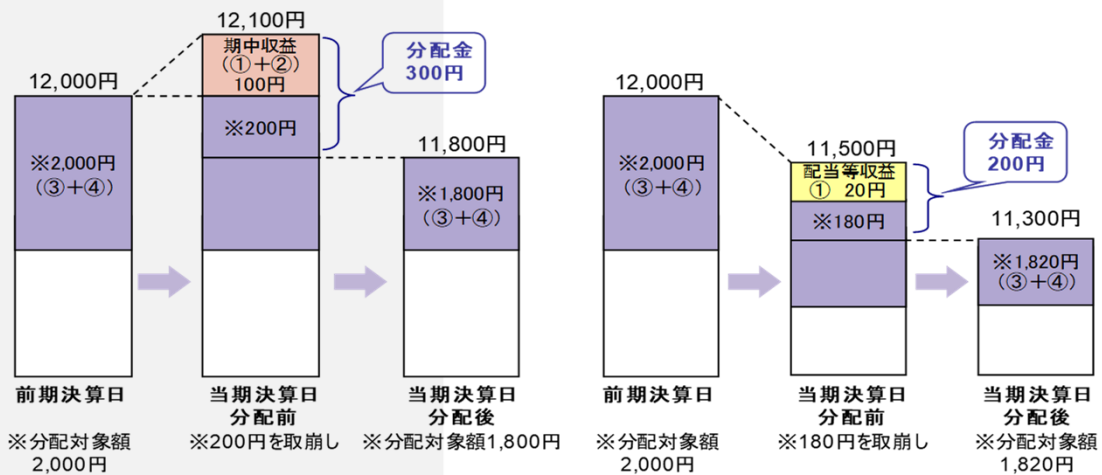 12,000円
※2,000円
(③+④)
前期決算日
※分配対象額
2,000円
12,100円
期中収益
(①+②)
100円
※200円
分配金
300円
当期決算日
分配前
※200円を取崩し
11,800円
※1,800円
(③+④)
当期決算日
分配後
※分配対象額1,800円
12,000円
※2,000円
(③+④)
前期決算日
※分配対象額
2,000円
11,500円
配当等収益
① 20円
※180円
分配金
200円
当期決算日
分配前
※180円を取崩し
11,300円
※1,820円
(③+④)
当期決算日
分配後
※分配対象額
1,820円